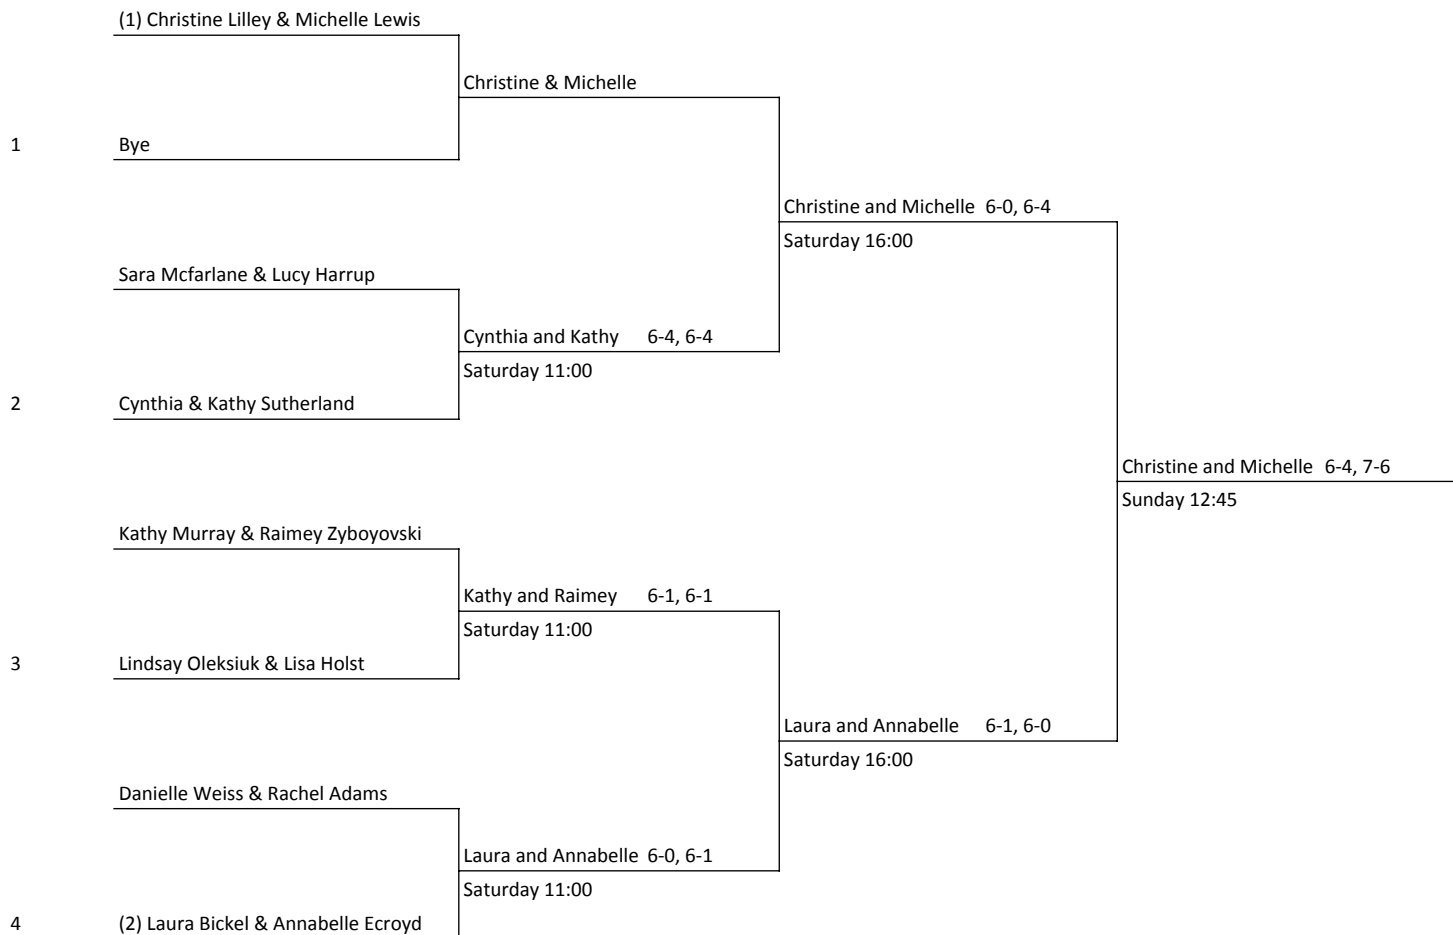 (1) Christine Lilley & Michelle Lewis
Christine & Michelle
1 Bye
Christine and Michelle 6-0, 6-4
Saturday 16:00
Sara Mcfarlane & Lucy Harrup
Cynthia and Kathy 6-4, 6-4
Saturday 11:00
2 Cynthia & Kathy Sutherland
Christine and Michelle 6-4, 7-6
Sunday 12:45
Kathy Murray & Raimey Zyboyovski
Kathy and Raimey 6-1, 6-1
Saturday 11:00
3 Lindsay Oleksiuk & Lisa Holst
Laura and Annabelle 6-1, 6-0
Saturday 16:00
Danielle Weiss & Rachel Adams
Laura and Annabelle 6-0, 6-1
Saturday 11:00
4 (2) Laura Bickel & Annabelle Ecroyd